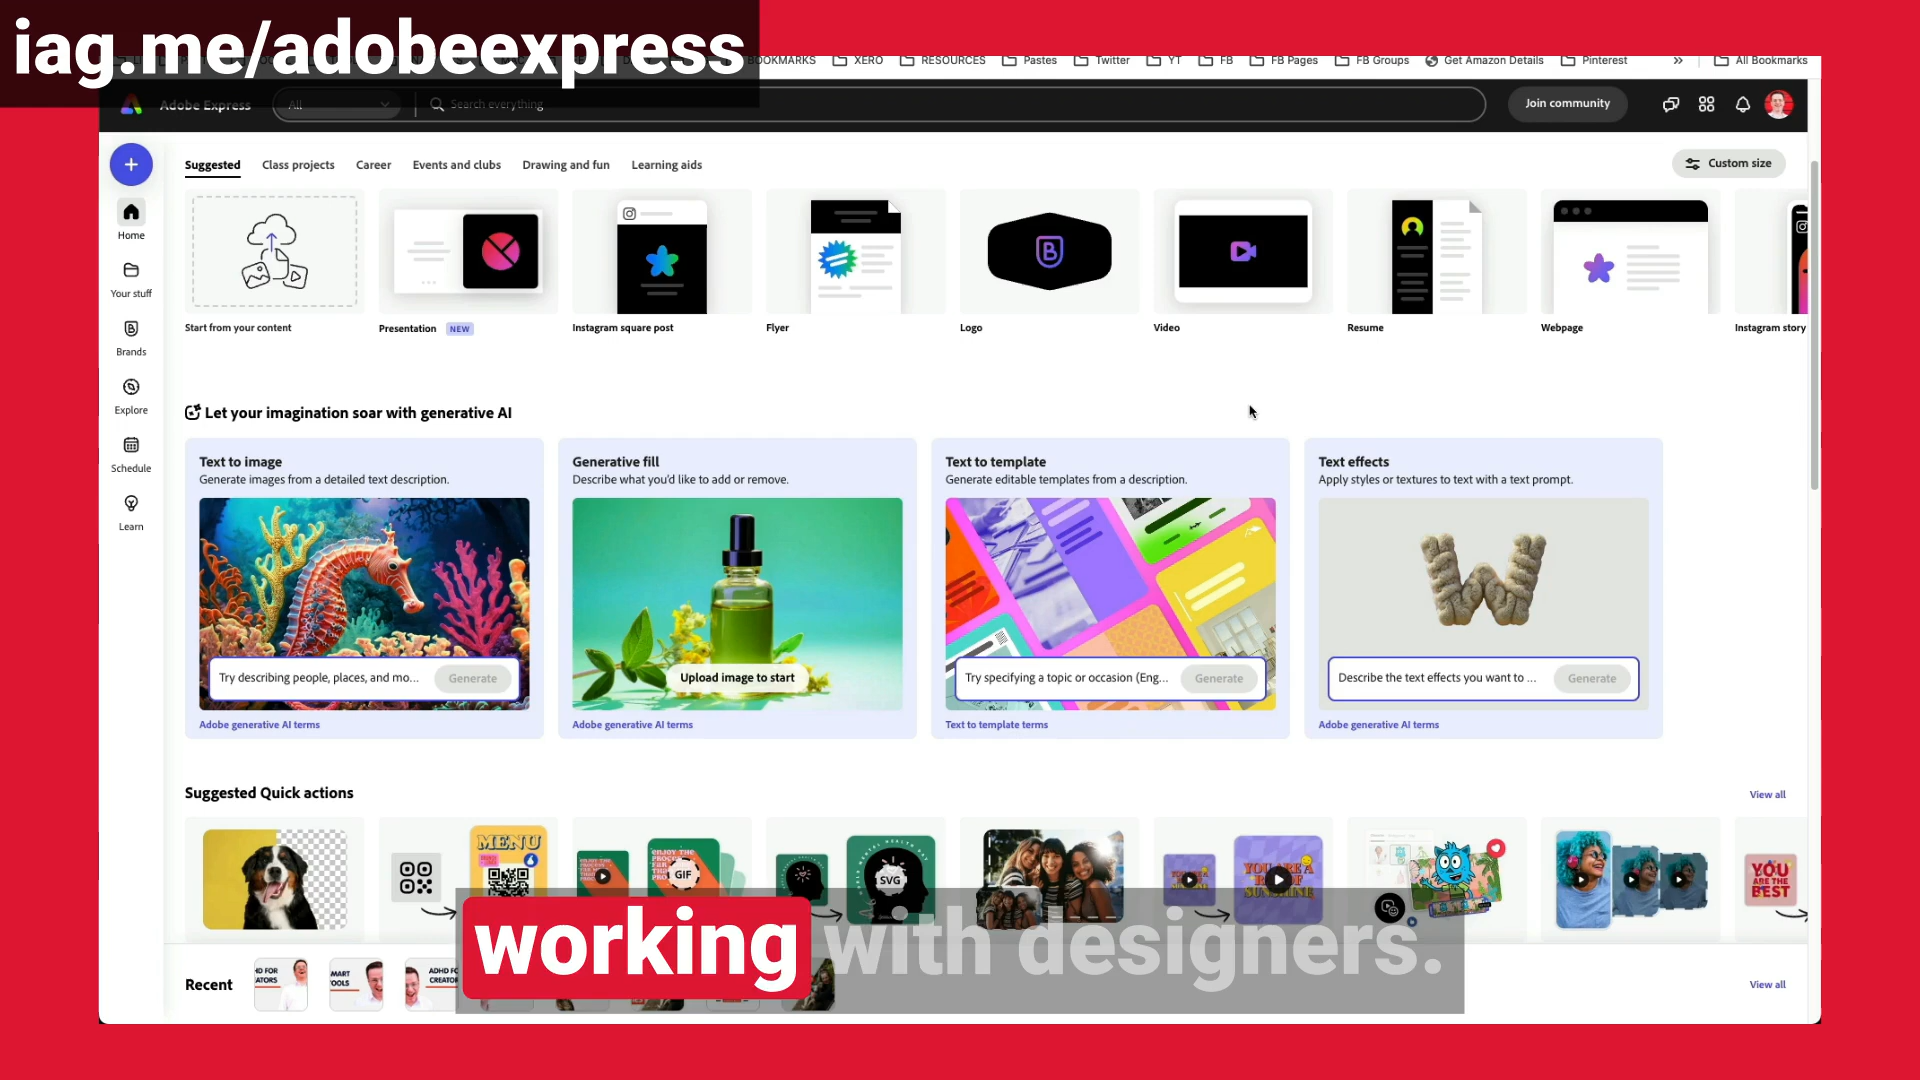 iag.me/adobeexpress
BOOKMARKS XERO RESOURCES Pastes Twitter YT FB FB Pages FB Groups Get Amazon Details Pinterest » All Bookmarks
Adobe Express All Search everything Join community
Suggested Class projects Career Events and clubs Drawing and fun Learning aids Custom size
Home
Your stuff
Brands
Explore
Schedule
Learn
Start from your content Presentation NEW Instagram square post Flyer Logo Video Resume Webpage Instagram story
Let your imagination soar with generative AI
Text to image
Generate images from a detailed text description.
Try describing people, places, and mo... Generate
Adobe generative AI terms
Generative fill
Describe what you'd like to add or remove.
Upload image to start
Adobe generative AI terms
Text to template
Generate editable templates from a description.
Try specifying a topic or occasion (Eng... Generate
Text to template terms
Text effects
Apply styles or textures to text with a text prompt.
W
Describe the text effects you want to ... Generate
Adobe generative AI terms
Suggested Quick actions View all
MENU
GIF
SVG
YOU ARE THE BEST
working with designers.
Recent View all